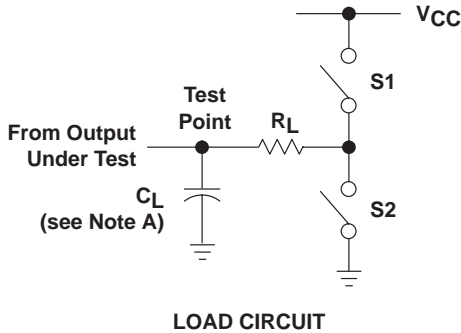 VCC
S1
Test
Point
RL
From Output
Under Test
CL
(see Note A)
S2
LOAD CIRCUIT